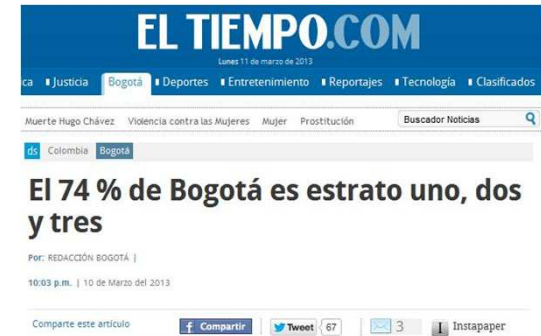 EL TIEMPO.COM
Lunes 11 de marzo de 2013
ca Justicia Bogotá Deportes Entretenimiento Reportajes Tecnología Clasificados
Muerte Hugo Chávez Violencia contra las Mujeres Mujer Prostitución Buscador Noticias
ds Colombia Bogotá
El 74 % de Bogotá es estrato uno, dos
y tres
Por: REDACCIÓN BOGOTÁ |
10:03 p.m. | 10 de Marzo del 2013
Comparte este artículo f Compartir Tweet 67 3 I Instapaper